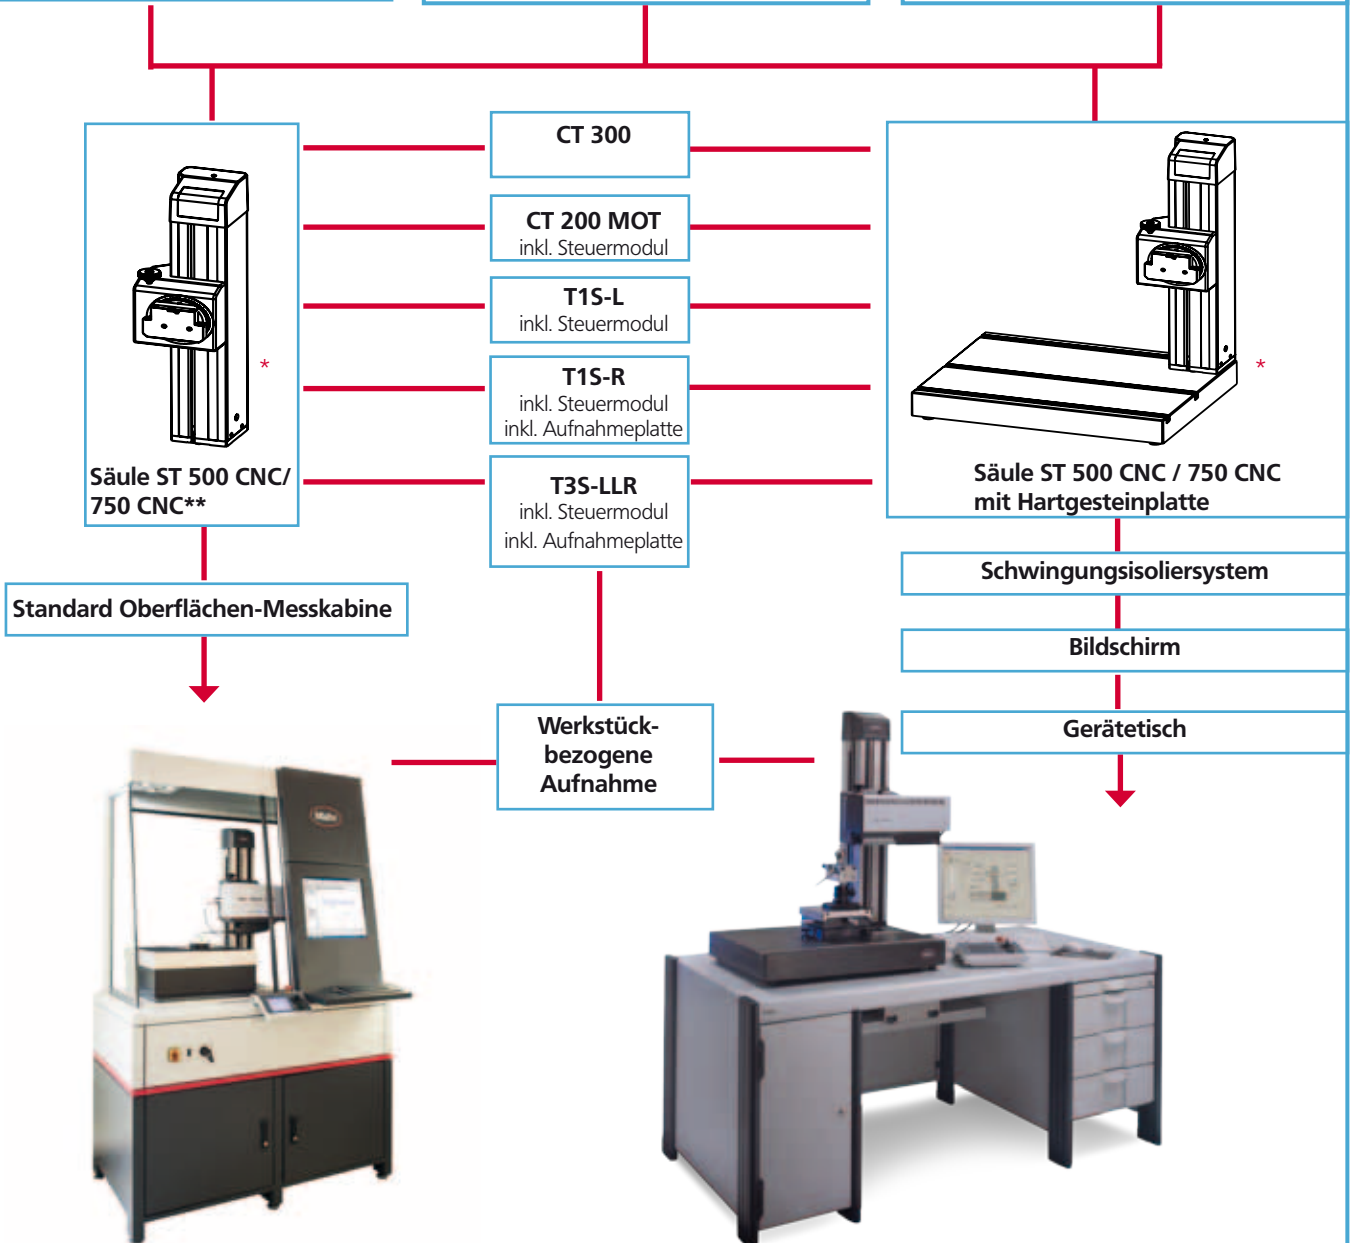 CT 300
CT 200 MOT
inkl. Steuermodul
T1S-L
inkl. Steuermodul
*
T1S-R
inkl. Steuermodul
inkl. Aufnahmeplatte
*
Säule ST 500 CNC/
750 CNC**
T3S-LLR
inkl. Steuermodul
inkl. Aufnahmeplatte
Säule ST 500 CNC / 750 CNC
mit Hartgesteinplatte
Standard Oberflächen-Messkabine
Schwingungsisoliersystem
Bildschirm
Gerätetisch
Werkstück-
bezogene
Aufnahme
Mahr